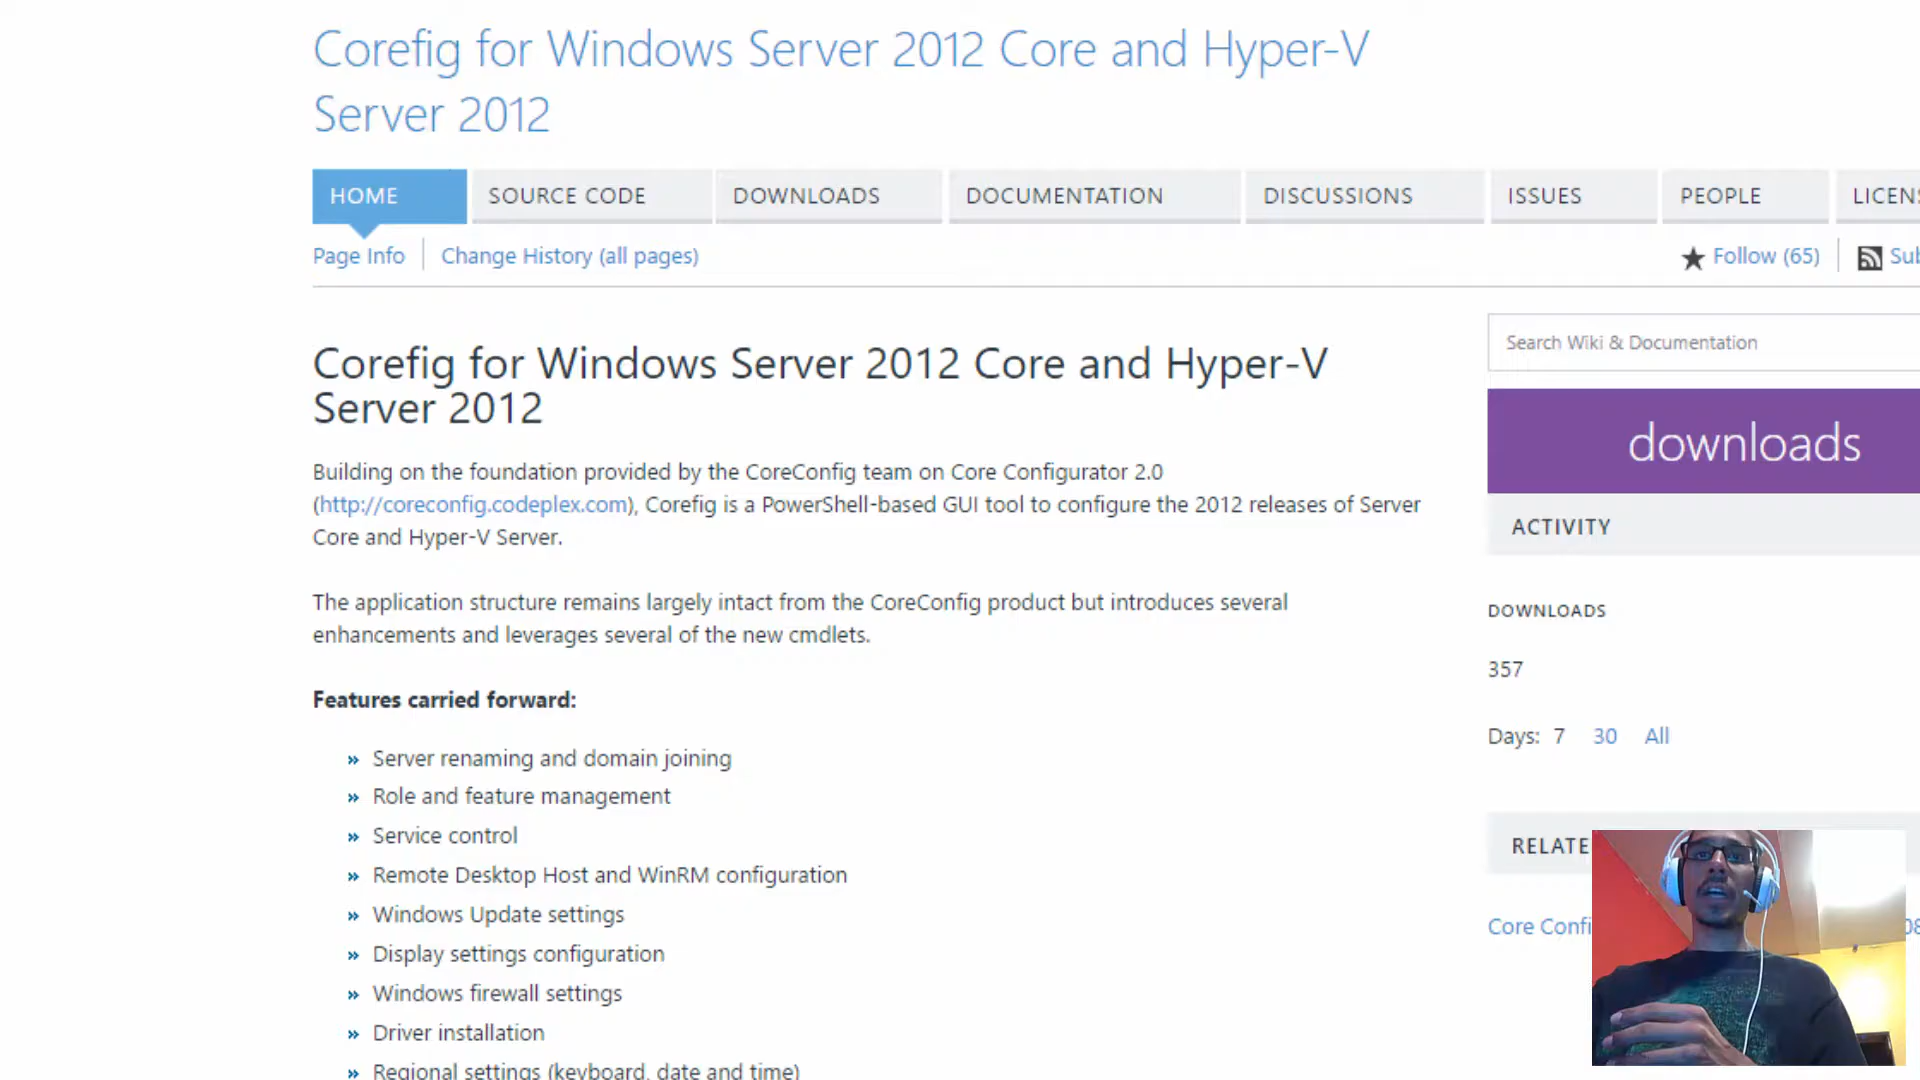 Corefig for Windows Server 2012 Core and Hyper-V
Server 2012
HOME
SOURCE CODE
DOWNLOADS
DOCUMENTATION
DISCUSSIONS
ISSUES
PEOPLE
LICENS
Page Info
Change History (all pages)
Follow (65)
Sub
Corefig for Windows Server 2012 Core and Hyper-V
Server 2012
Building on the foundation provided by the CoreConfig team on Core Configurator 2.0
(http://coreconfig.codeplex.com), Corefig is a PowerShell-based GUI tool to configure the 2012 releases of Server
Core and Hyper-V Server.
The application structure remains largely intact from the CoreConfig product but introduces several
enhancements and leverages several of the new cmdlets.
Features carried forward:
» Server renaming and domain joining
» Role and feature management
» Service control
» Remote Desktop Host and WinRM configuration
» Windows Update settings
» Display settings configuration
» Windows firewall settings
» Driver installation
» Regional settings (keyboard, date and time)
Search Wiki & Documentation
downloads
ACTIVITY
DOWNLOADS
357
Days: 7 30 All
RELATE
Core Confi